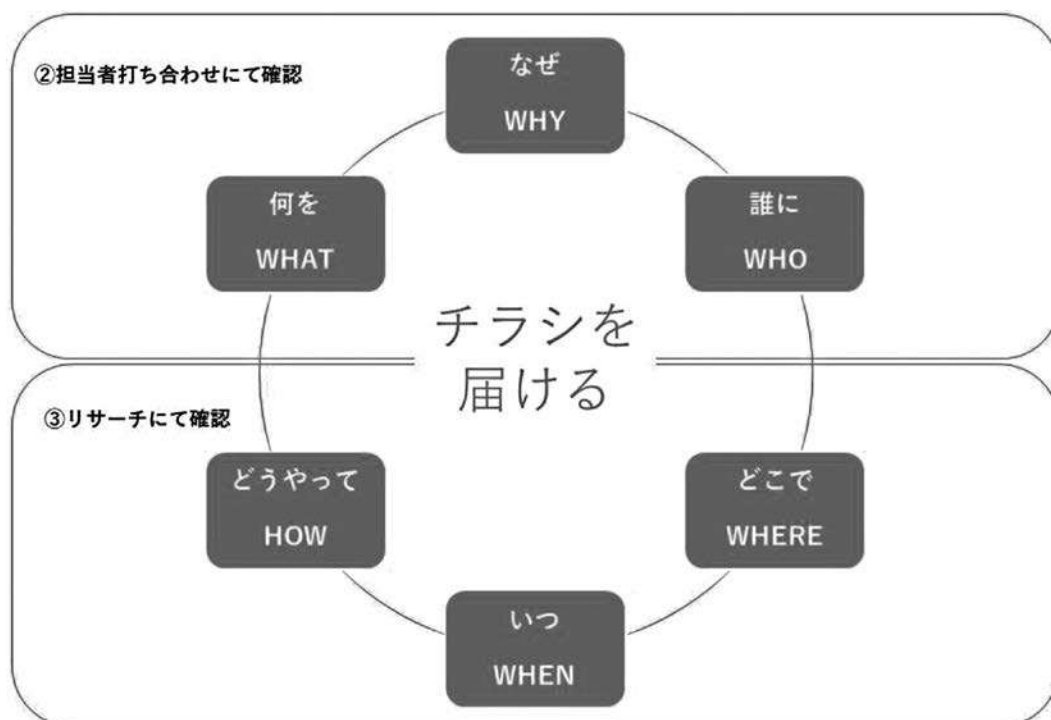 ②担当者打ち合わせにて確認
なぜ
WHY
何を
WHAT
誰に
WHO
チラシを
届ける
③リサーチにて確認
どうやって
HOW
どこで
WHERE
いつ
WHEN